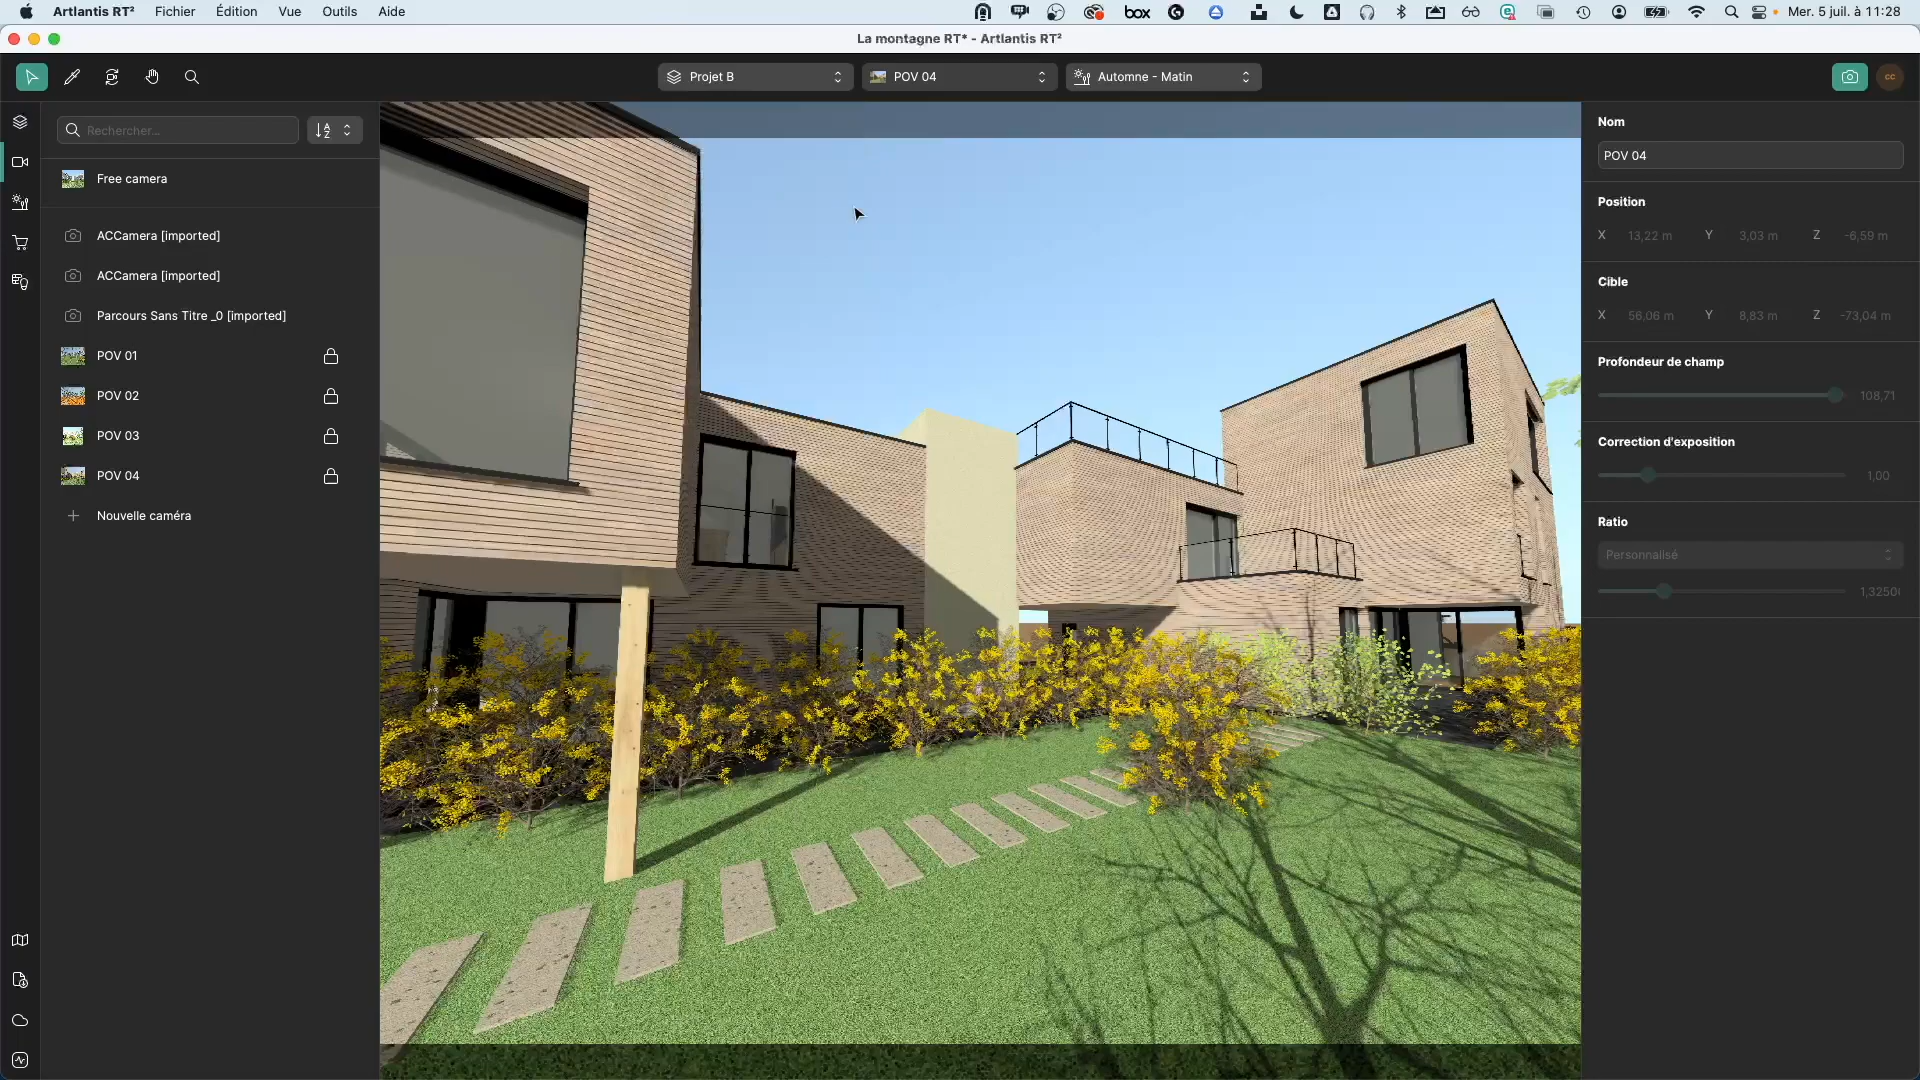 Artlantis RT² Fichier Édition Vue Outils Aide box Mer. 5 juil. à 11:28
La montagne RT* - Artlantis RT²
Projet B POV 04 Automne - Matin cc
Rechercher... A Z
Free camera
ACCamera [imported]
ACCamera [imported]
Parcours Sans Titre _0 [imported]
POV 01
POV 02
POV 03
POV 04
Nouvelle caméra
Nom
POV 04
Position
X 13,22 m Y 3,03 m Z -6,59 m
Cible
X 56,06 m Y 8,83 m Z -73,04 m
Profondeur de champ
108,71
Correction d'exposition
1,00
Ratio
Personnalisé
1,3250